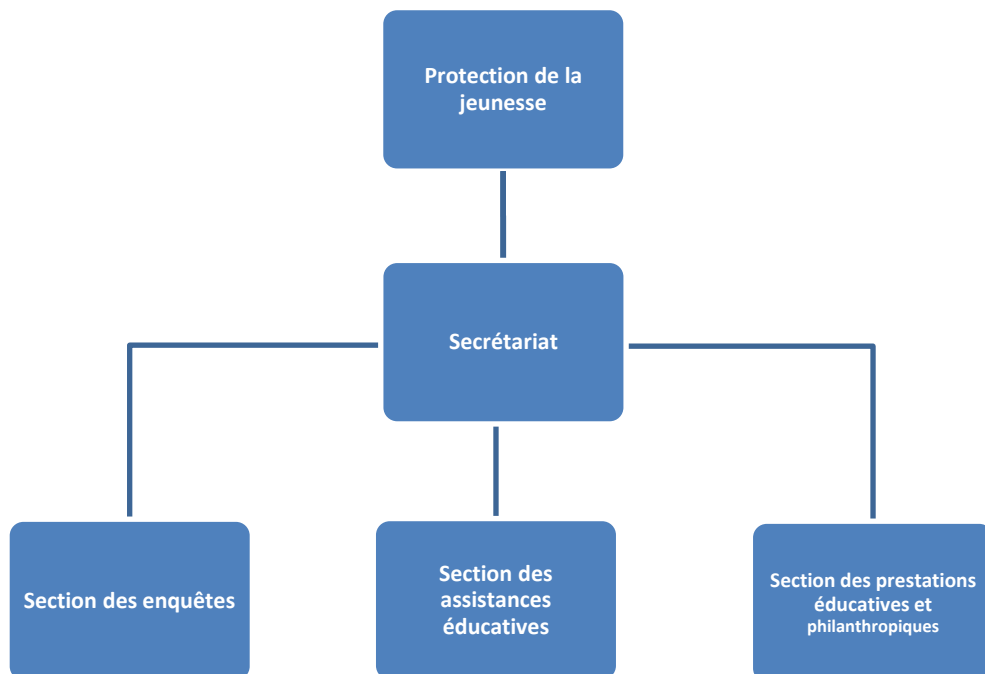 Protection de la
jeunesse
Secrétariat
Section des enquêtes
Section des
assistances
éducatives
Section des prestations
éducatives et
philanthropiques